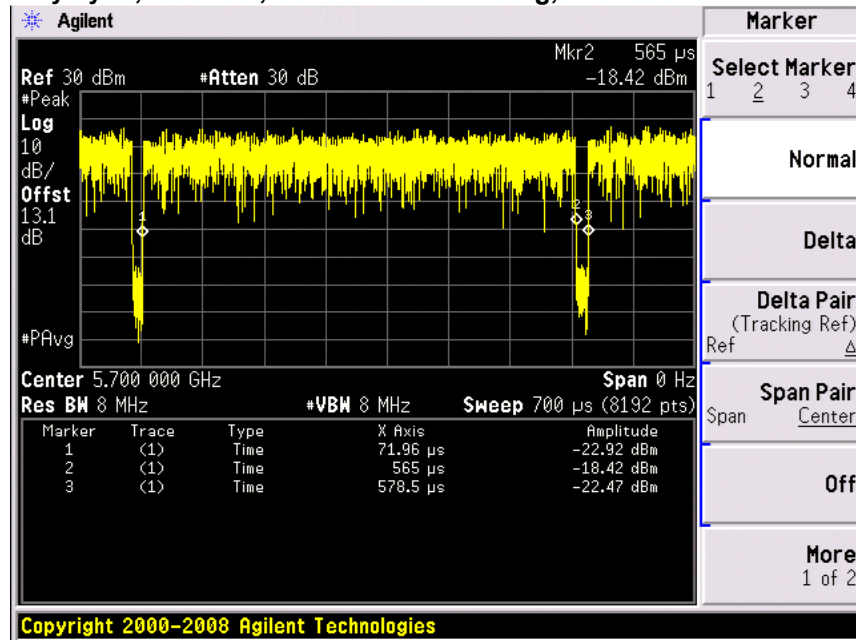 Agilent
Marker
Mkr2 565 µs
Ref 30 dBm #Atten 30 dB -18.42 dBm
#Peak
Log
10
dB/
Offst
13.1
dB
#PAvg
1
2
3
Center 5.700 000 GHz Span 0 Hz
Res BW 8 MHz #VBW 8 MHz Sweep 700 µs (8192 pts)
Marker Trace Type X Axis Amplitude
1 (1) Time 71.96 µs -22.92 dBm
2 (1) Time 565 µs -18.42 dBm
3 (1) Time 578.5 µs -22.47 dBm
Select Marker
1 2 3 4
Normal
Delta
Delta Pair
(Tracking Ref)
Ref Δ
Span Pair
Span Center
Off
More
1 of 2
Copyright 2000-2008 Agilent Technologies